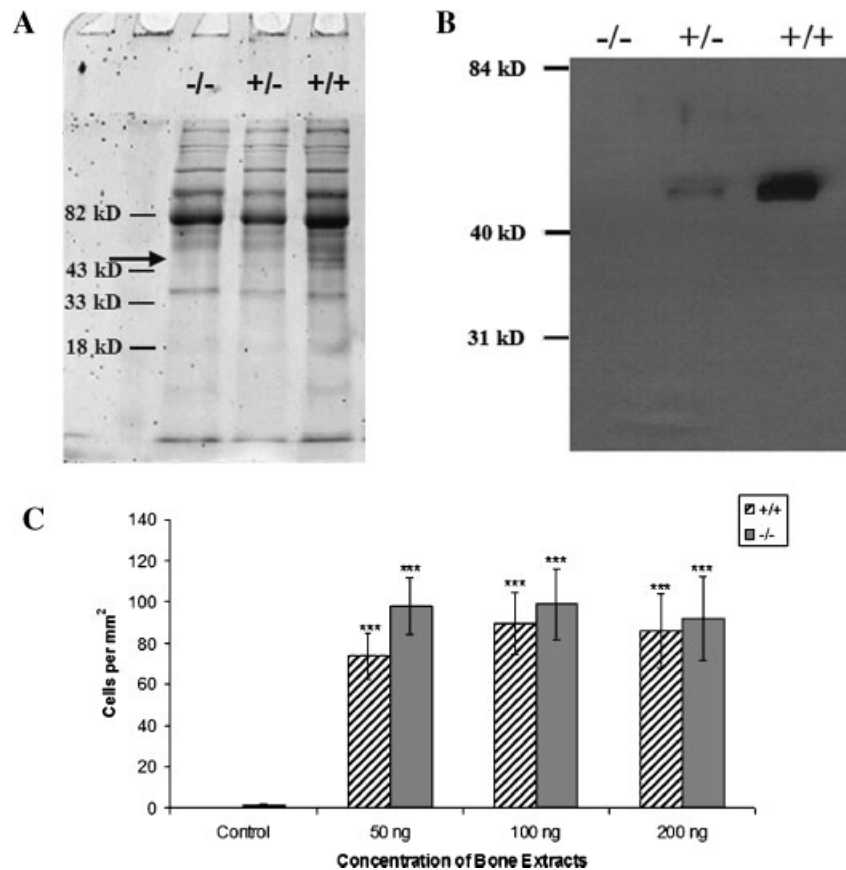 A
-/- +/- +/+
82 kD
43 kD
33 kD
18 kD
B
-/- +/- +/+
84 kD
40 kD
31 kD
C
+/+
-/-
140
120
100
80
60
40
20
0
Cells per mm²
*** *** *** *** *** ***
Control 50 ng 100 ng 200 ng
Concentration of Bone Extracts